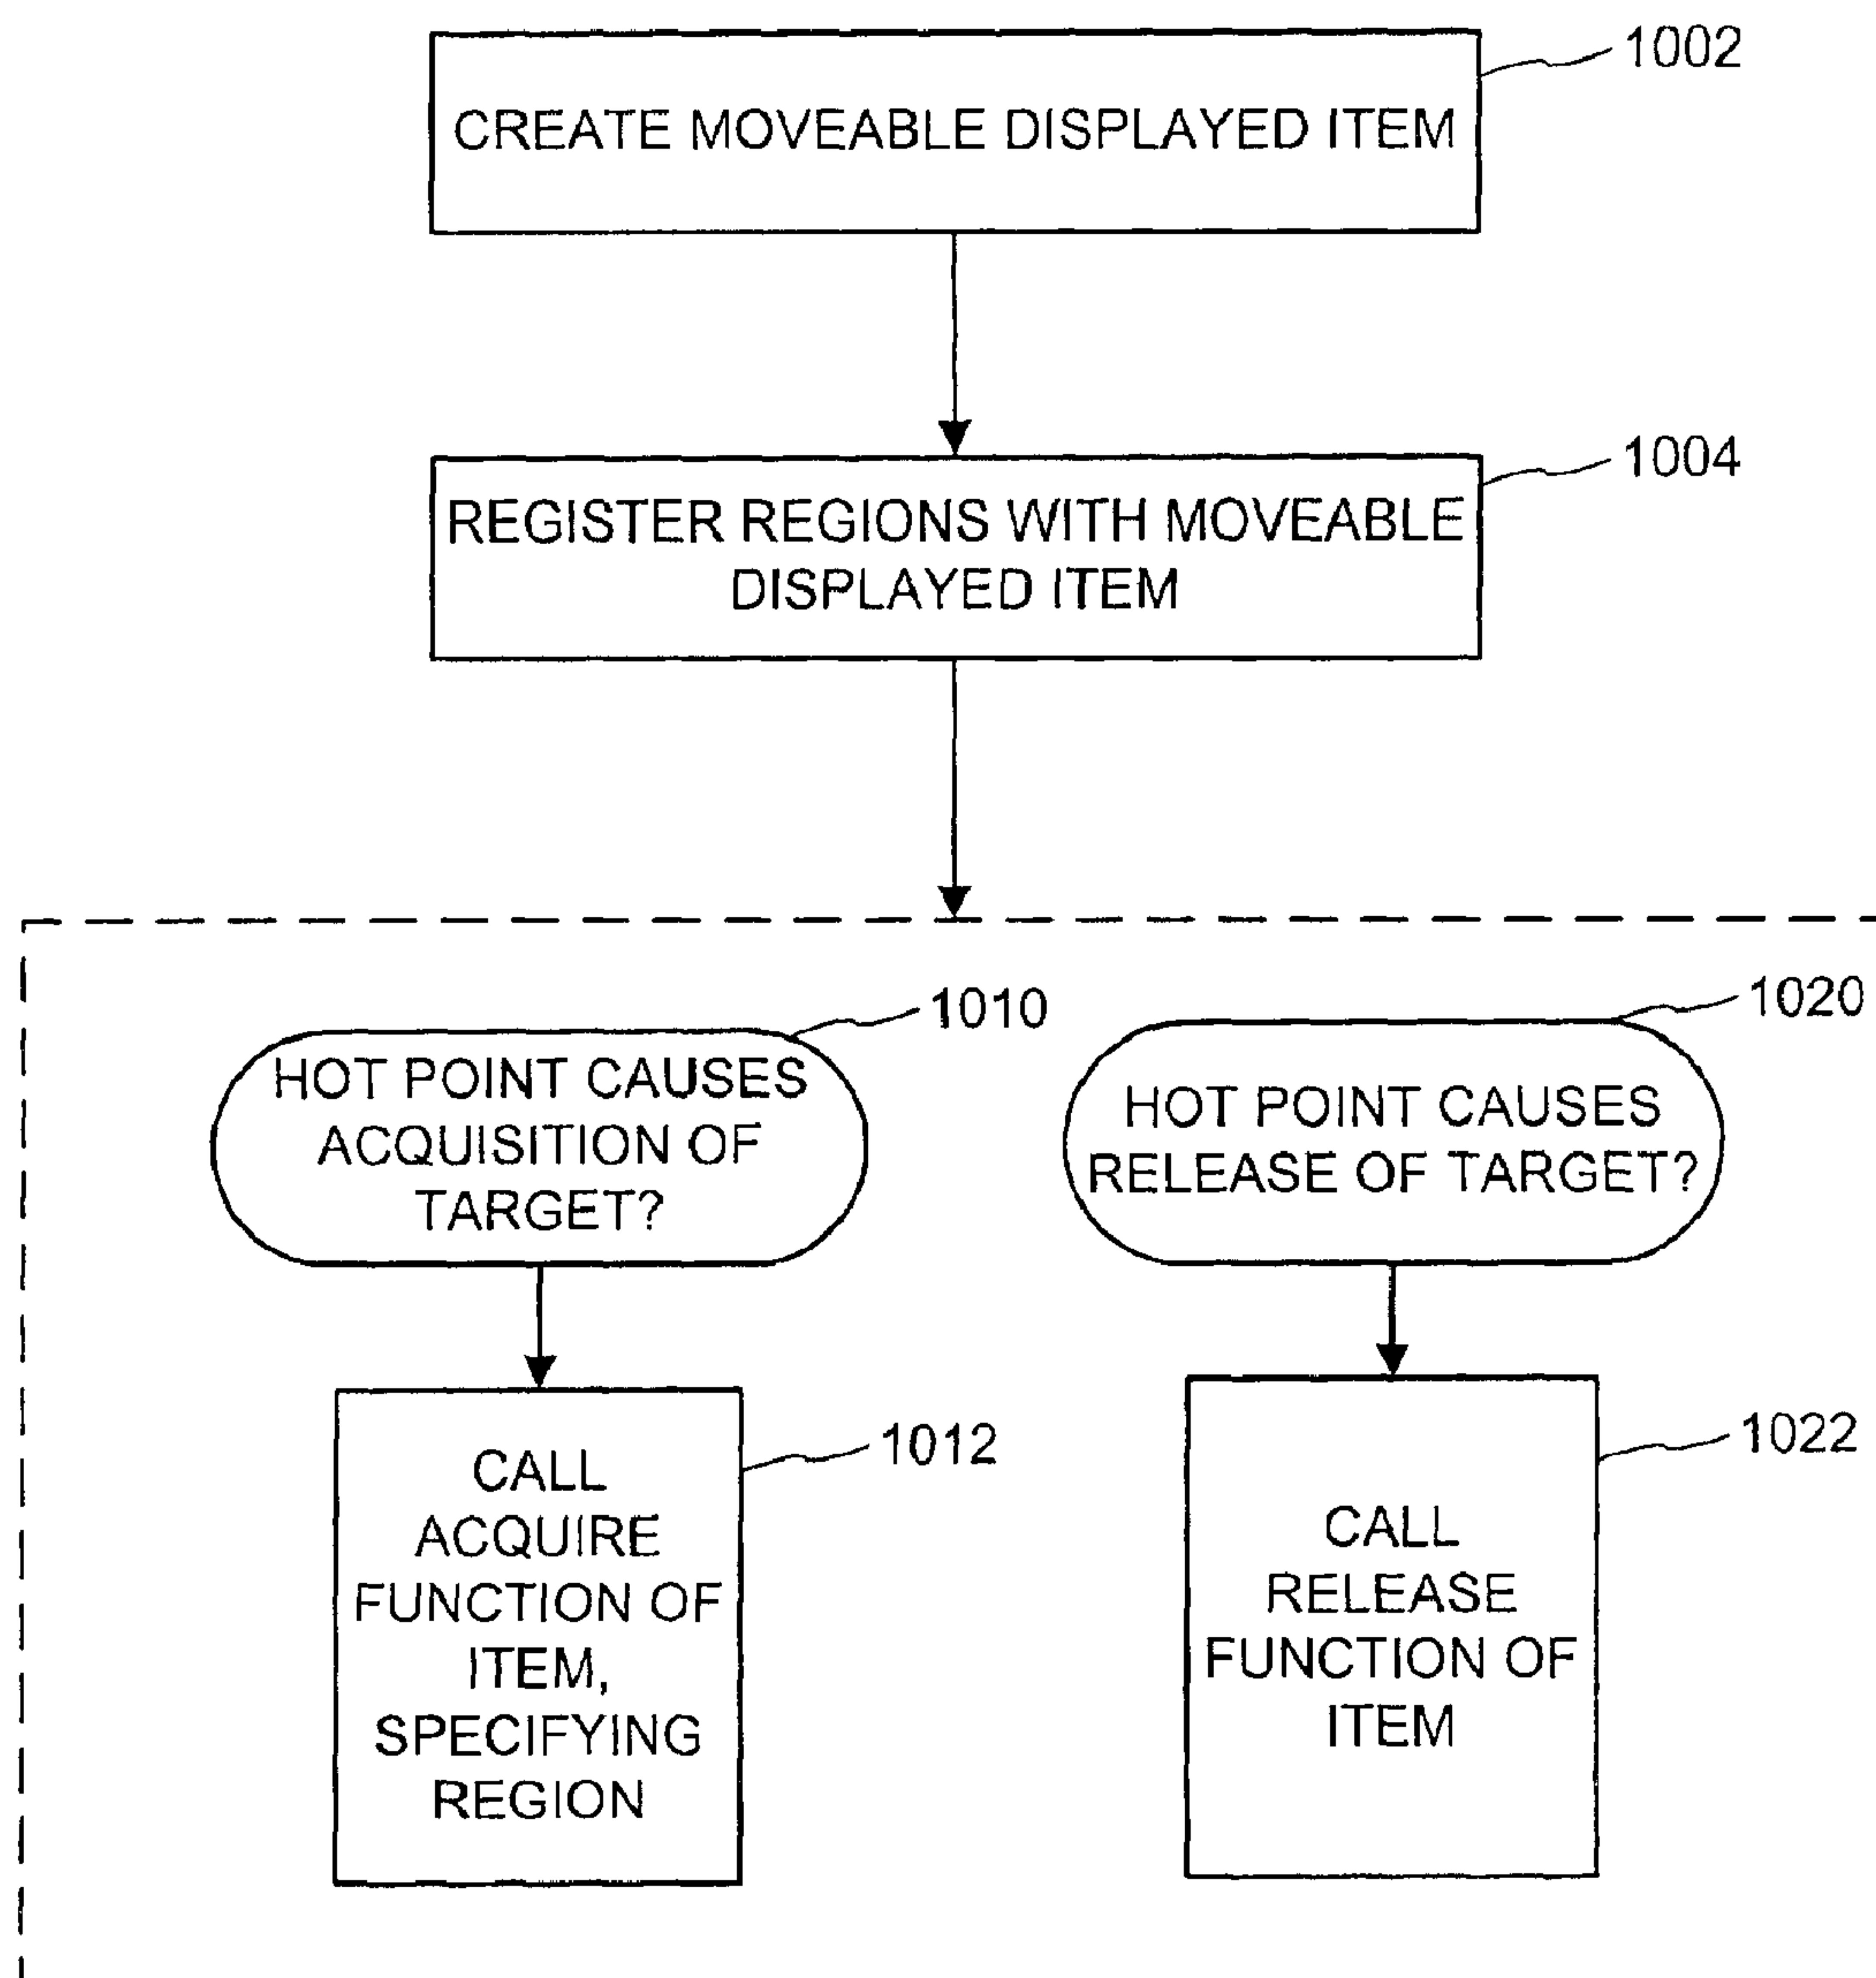 1002
CREATE MOVEABLE DISPLAYED ITEM
1004
REGISTER REGIONS WITH MOVEABLE
DISPLAYED ITEM
1010
HOT POINT CAUSES
ACQUISITION OF
TARGET?
1020
HOT POINT CAUSES
RELEASE OF TARGET?
1012
CALL
ACQUIRE
FUNCTION OF
ITEM,
SPECIFYING
REGION
1022
CALL
RELEASE
FUNCTION OF
ITEM